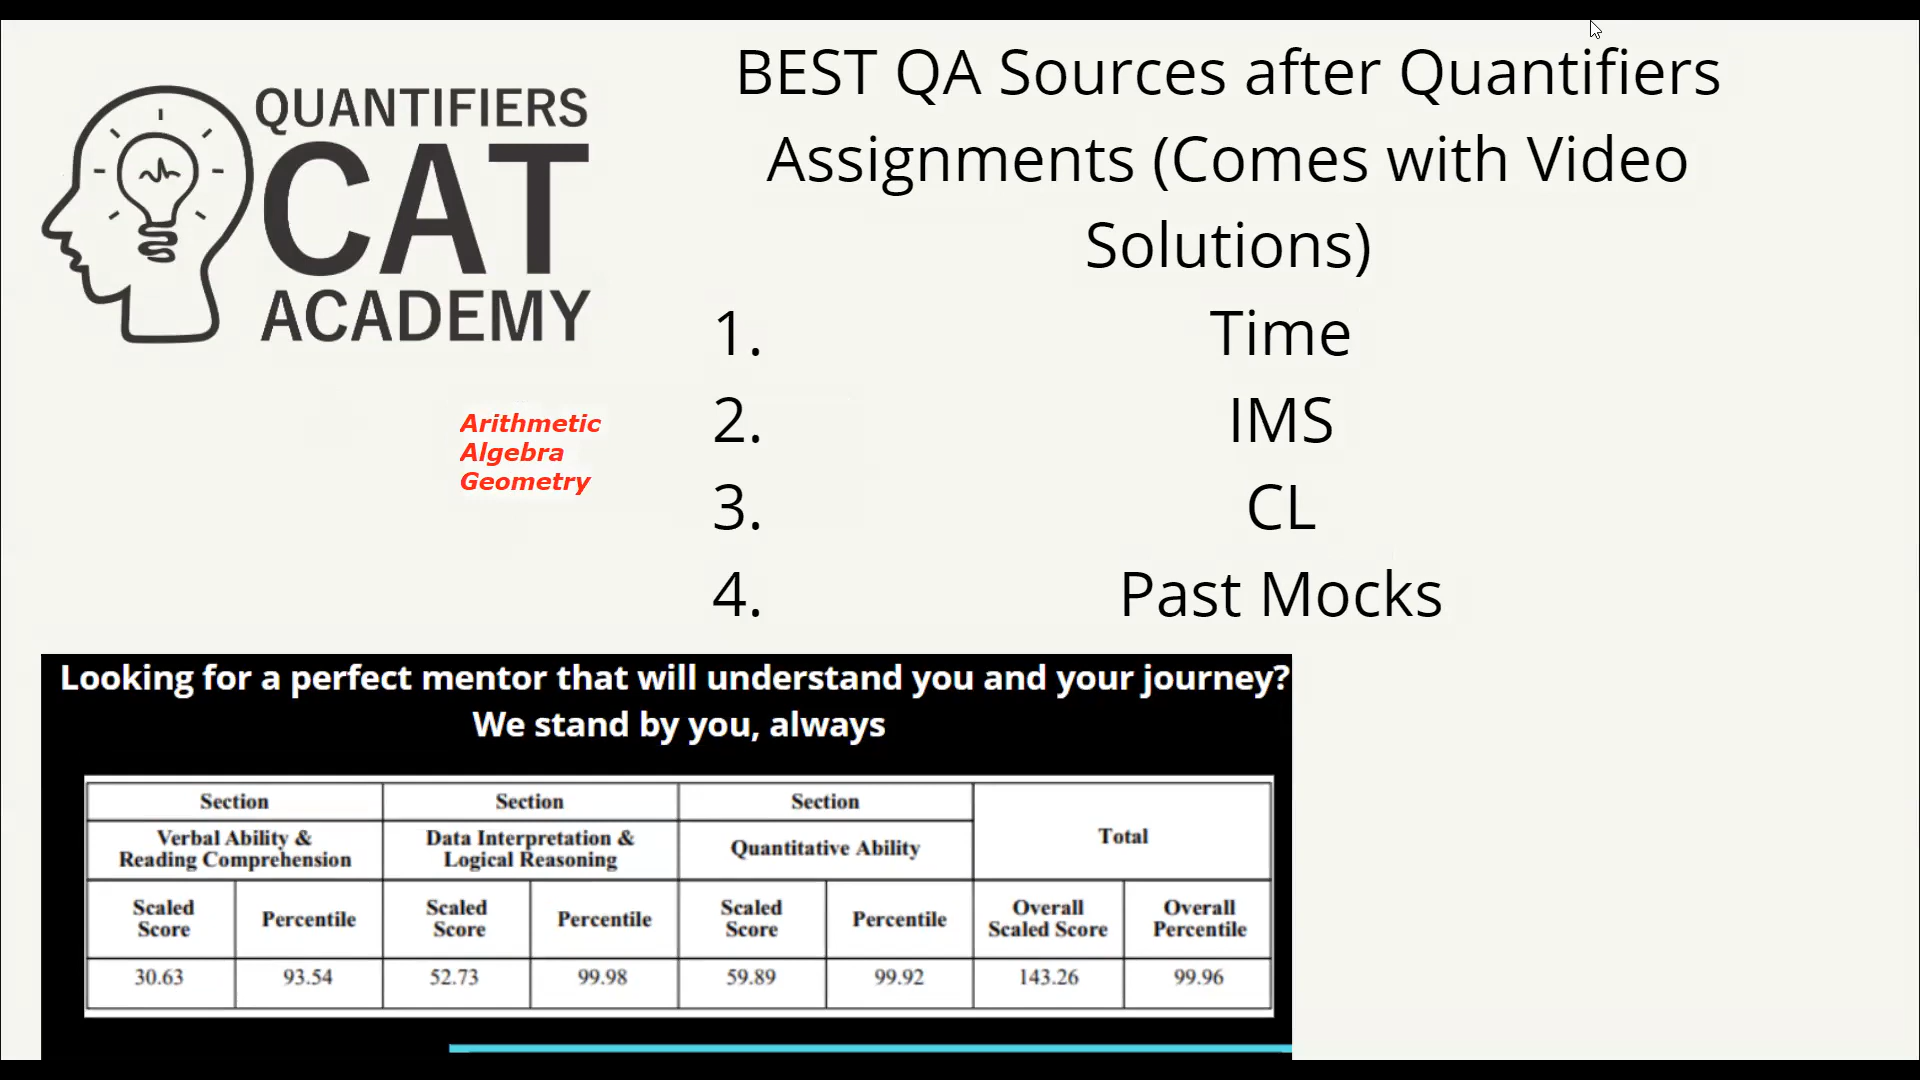 QUANTIFIERS
CAT
ACADEMY
BEST QA Sources after Quantifiers
Assignments (Comes with Video
Solutions)
1. Time
2. IMS
3. CL
4. Past Mocks
Arithmetic
Algebra
Geometry
Looking for a perfect mentor that will understand you and your journey?
We stand by you, always
Section Section Section Total
Verbal Ability &
Reading Comprehension
Data Interpretation &
Logical Reasoning
Quantitative Ability
Scaled
Score
Percentile
Scaled
Score
Percentile
Scaled
Score
Percentile
Overall
Scaled Score
Overall
Percentile
30.63 93.54 52.73 99.98 59.89 99.92 143.26 99.96